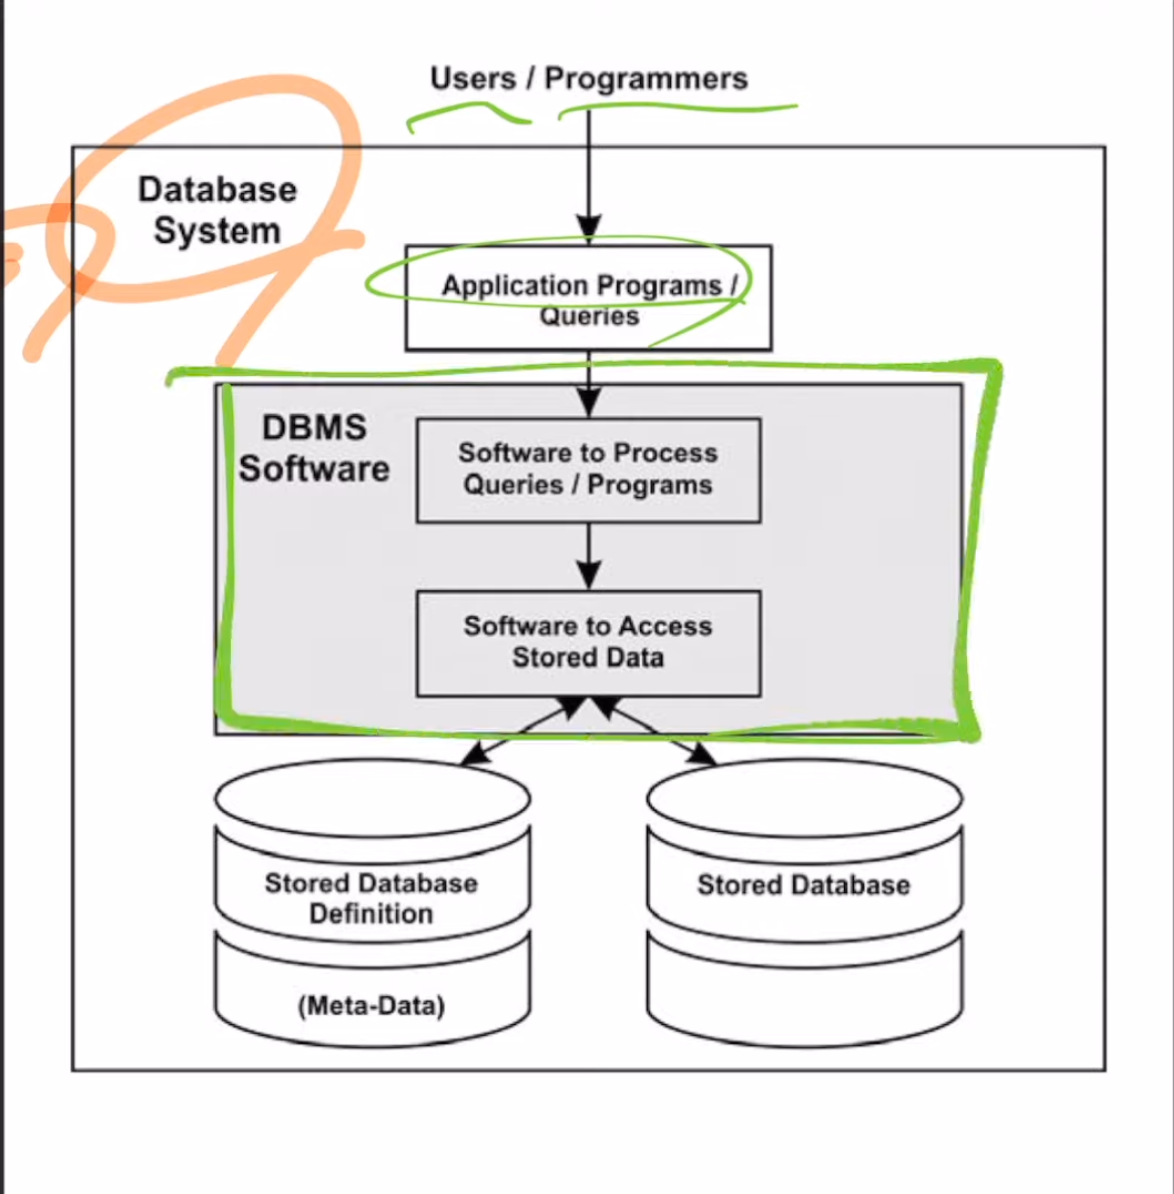 Users / Programmers
Database
System
Application Programs /
Queries
DBMS
Software
Software to Process
Queries / Programs
Software to Access
Stored Data
Stored Database
Definition
(Meta-Data)
Stored Database